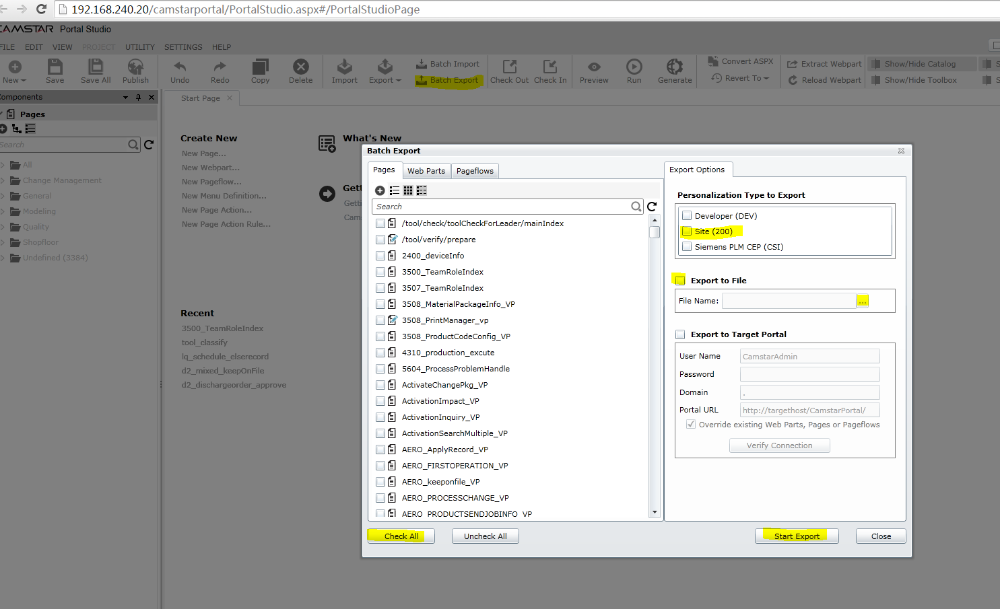 192.168.240.20/camstarportal/PortalStudio.aspx#/PortalStudioPage
CAMSTAR Portal Studio
FILE EDIT VIEW PROJECT UTILITY SETTINGS HELP
New Save Save All Publish Undo Redo Copy Delete Import Export Batch Import Batch Export Check Out Check In Preview Run Generate Convert ASPX Revert To Extract Webpart Reload Webpart Show/Hide Catalog Show/Hide Toolbox
Components
Pages
Search
All
Change Management
General
Modeling
Quality
Shopfloor
Undefined (3384)
Start Page
Create New
New Page...
New Webpart...
New Pageflow...
New Menu Definition...
New Page Action...
New Page Action Rule...
What's New
Gett
Getti
Cam
Recent
3500_TeamRoleIndex
tool_classify
lq_schedule_elserecord
d2_mixed_keepOnFile
d2_dischargeorder_approve
Batch Export
Pages Web Parts Pageflows
Search
/tool/check/toolCheckForLeader/mainIndex
/tool/verify/prepare
2400_deviceInfo
3500_TeamRoleIndex
3507_TeamRoleIndex
3508_MaterialPackageInfo_VP
3508_PrintManager_vp
3508_ProductCodeConfig_VP
4310_production_excute
5604_ProcessProblemHandle
ActivateChangePkg_VP
ActivationImpact_VP
ActivationInquiry_VP
ActivationSearchMultiple_VP
AERO_ApplyRecord_VP
AERO_FIRSTOPERATION_VP
AERO_keeponfile_VP
AERO_PROCESSCHANGE_VP
AERO_PRODUCTSENDJOBINFO_VP
Check All Uncheck All
Export Options
Personalization Type to Export
Developer (DEV)
Site (200)
Siemens PLM CEP (CSI)
Export to File
File Name: ...
Export to Target Portal
User Name CamstarAdmin
Password
Domain .
Portal URL http://targethost/CamstarPortal/
Override existing Web Parts, Pages or Pageflows
Verify Connection
Start Export Close